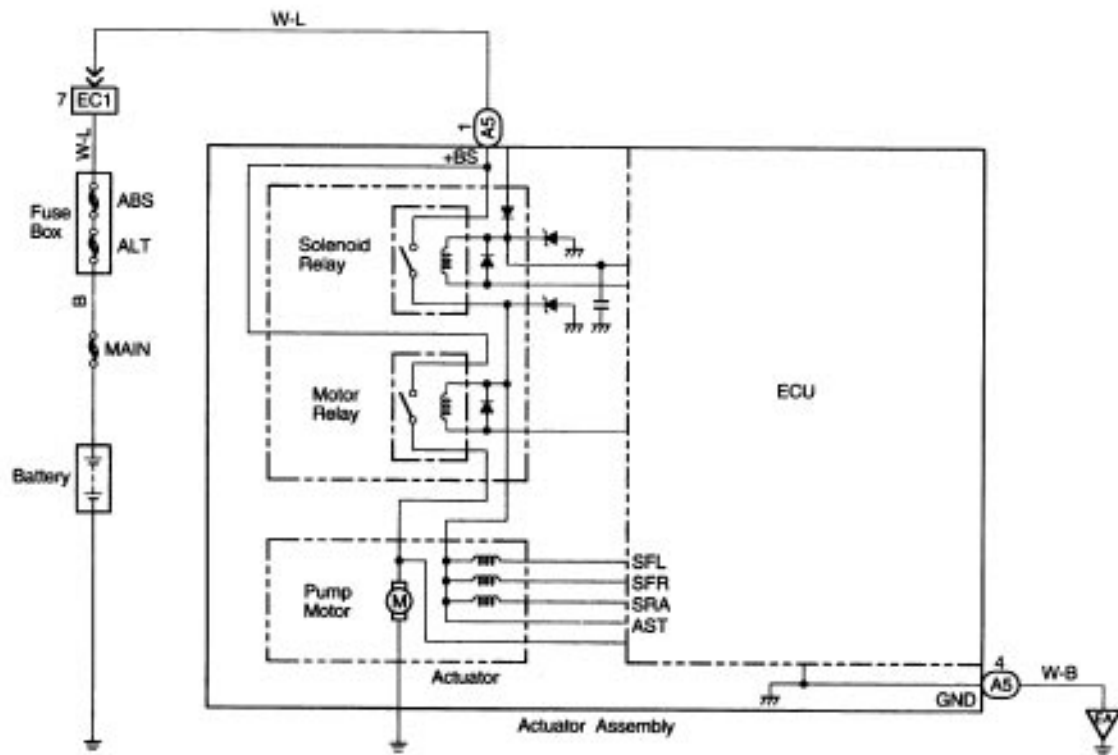 W-L
7 EC1
W-L
Fuse
Box
ABS
ALT
B
MAIN
Battery
1 A5
+BS
Solenoid
Relay
Motor
Relay
ECU
Pump
Motor
SFL
SFR
SRA
AST
Actuator
4
A5
W-B
GND
Actuator Assembly